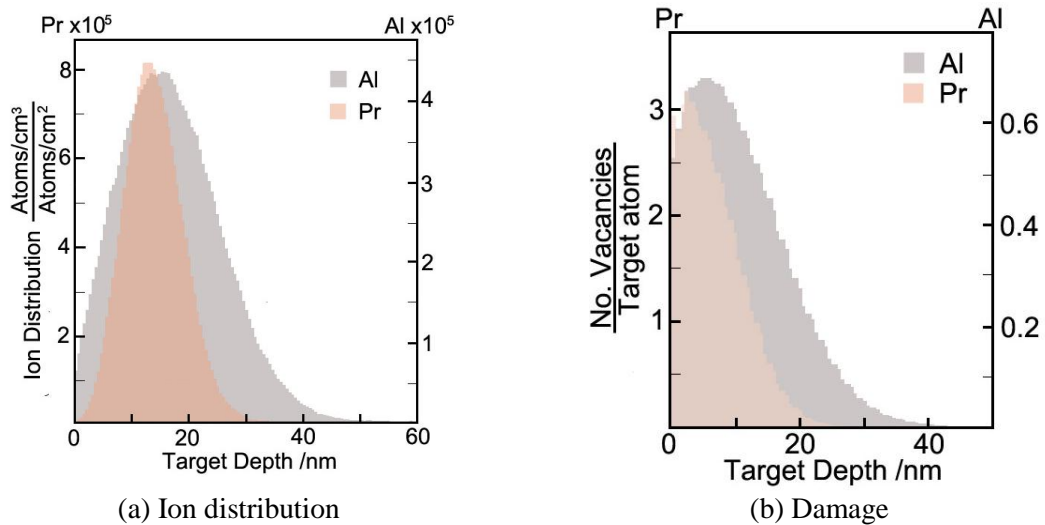 Pr x10⁵
Al x10⁵
8
6
4
2
Ion Distribution Atoms/cm³
Atoms/cm²
4
3
2
1
Al
Pr
0
20
40
60
Target Depth /nm
(a) Ion distribution
Pr
Al
3
2
1
No. Vacancies
Target atom
0.6
0.4
0.2
Al
Pr
0
20
40
Target Depth /nm
(b) Damage